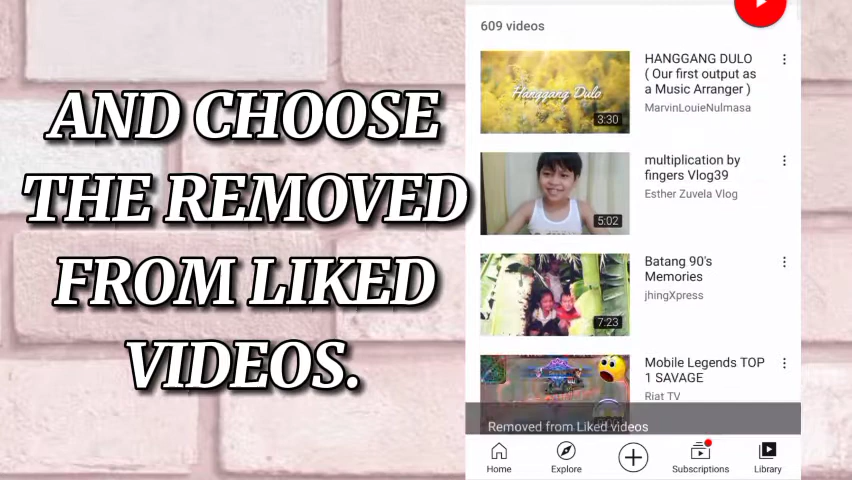 AND CHOOSE
THE REMOVED
FROM LIKED
VIDEOS.
609 videos
Hanggang Dulo
3:30
HANGGANG DULO
( Our first output as
a Music Arranger )
MarvinLouieNulmasa
5:02
multiplication by
fingers Vlog39
Esther Zuvela Vlog
7:23
Batang 90's
Memories
jhingXpress
Mobile Legends TOP
1 SAVAGE
Riat TV
Removed from Liked videos
Home
Explore
Subscriptions
Library